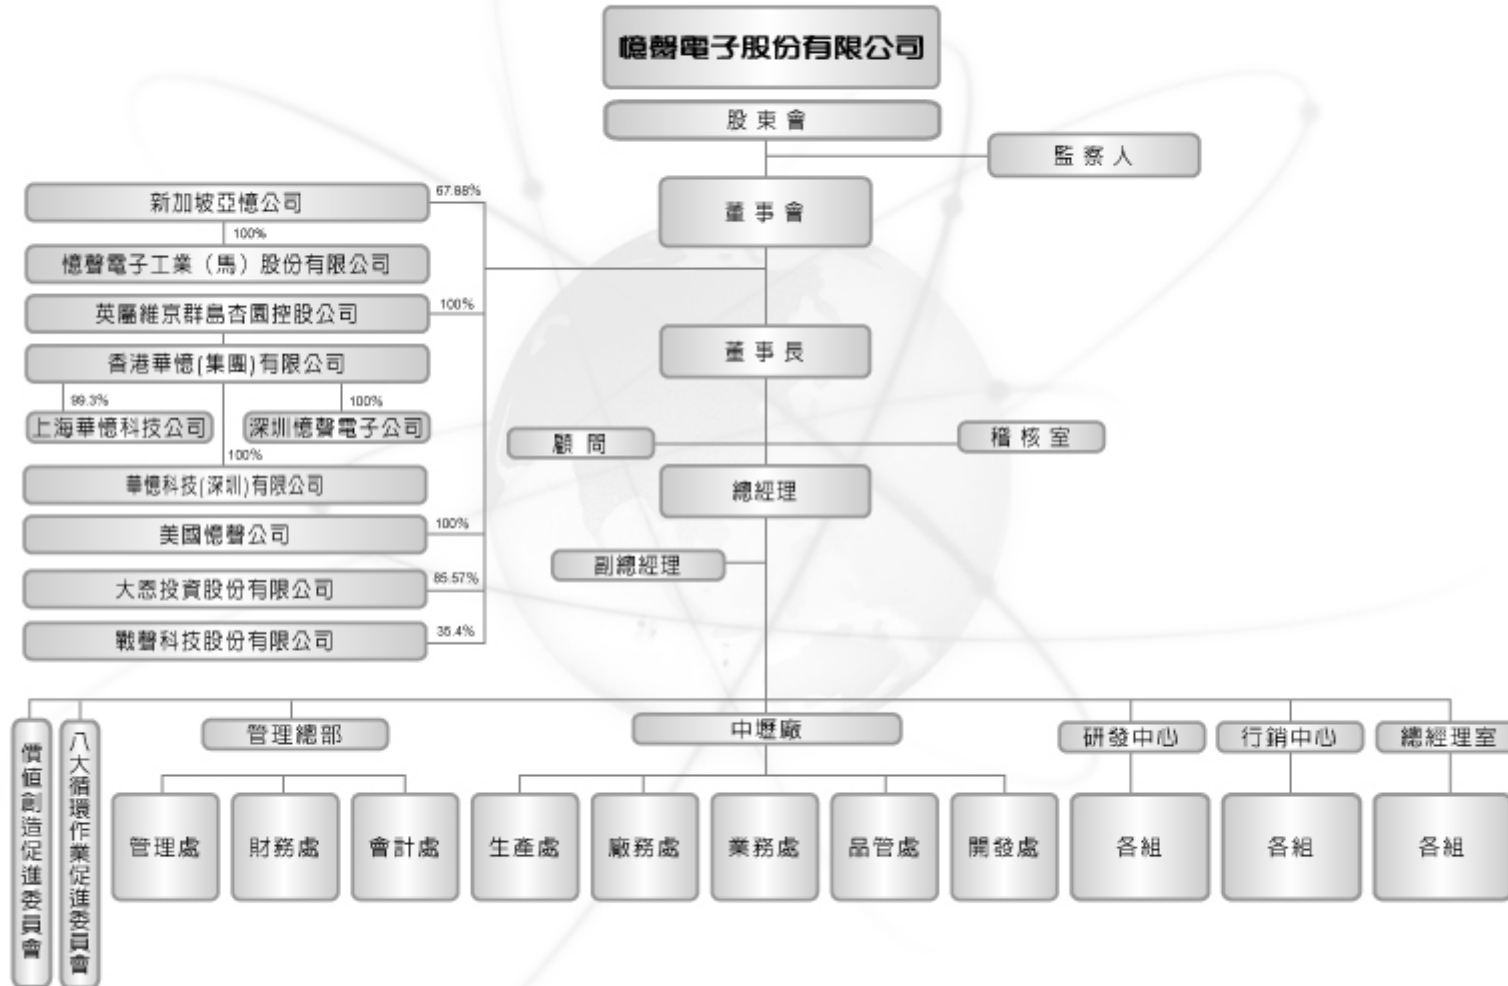 憶聲電子股份有限公司
股東會
監察人
新加坡亞憶公司
67.88%
董事會
100%
憶聲電子工業（馬）股份有限公司
英屬維京群島杏園控股公司
100%
董事長
香港華憶(集團)有限公司
99.3%
100%
上海華憶科技公司
深圳憶聲電子公司
顧問
稽核室
100%
華憶科技(深圳)有限公司
總經理
美國憶聲公司
100%
副總經理
大恩投資股份有限公司
85.57%
戰聲科技股份有限公司
35.4%
價值創造促進委員會
八大循環作業促進委員會
管理總部
中壢廠
研發中心
行銷中心
總經理室
管理處
財務處
會計處
生產處
廠務處
業務處
品管處
開發處
各組
各組
各組